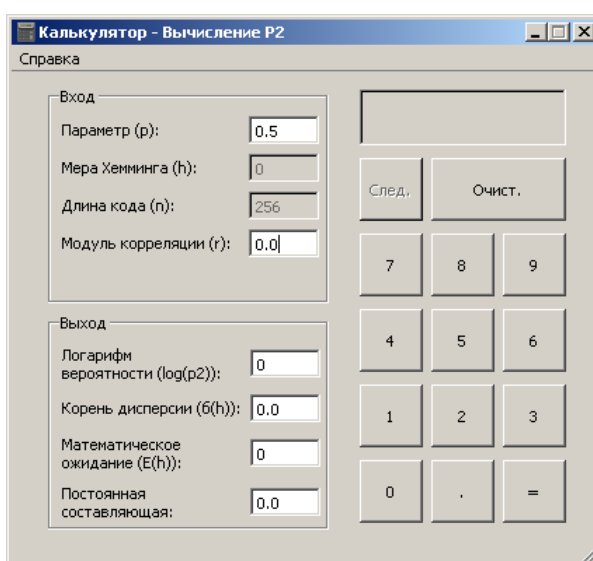 Калькулятор - Вычисление P2
Справка
Вход
Параметр (p):
0.5
Мера Хемминга (h):
0
Длина кода (n):
256
Модуль корреляции (r):
0.0
Выход
Логарифм
вероятности (log(p2)):
0
Корень дисперсии (б(h)):
0.0
Математическое
ожидание (E(h)):
0
Постоянная
составляющая:
0.0
След.
Очист.
7
8
9
4
5
6
1
2
3
0
.
=